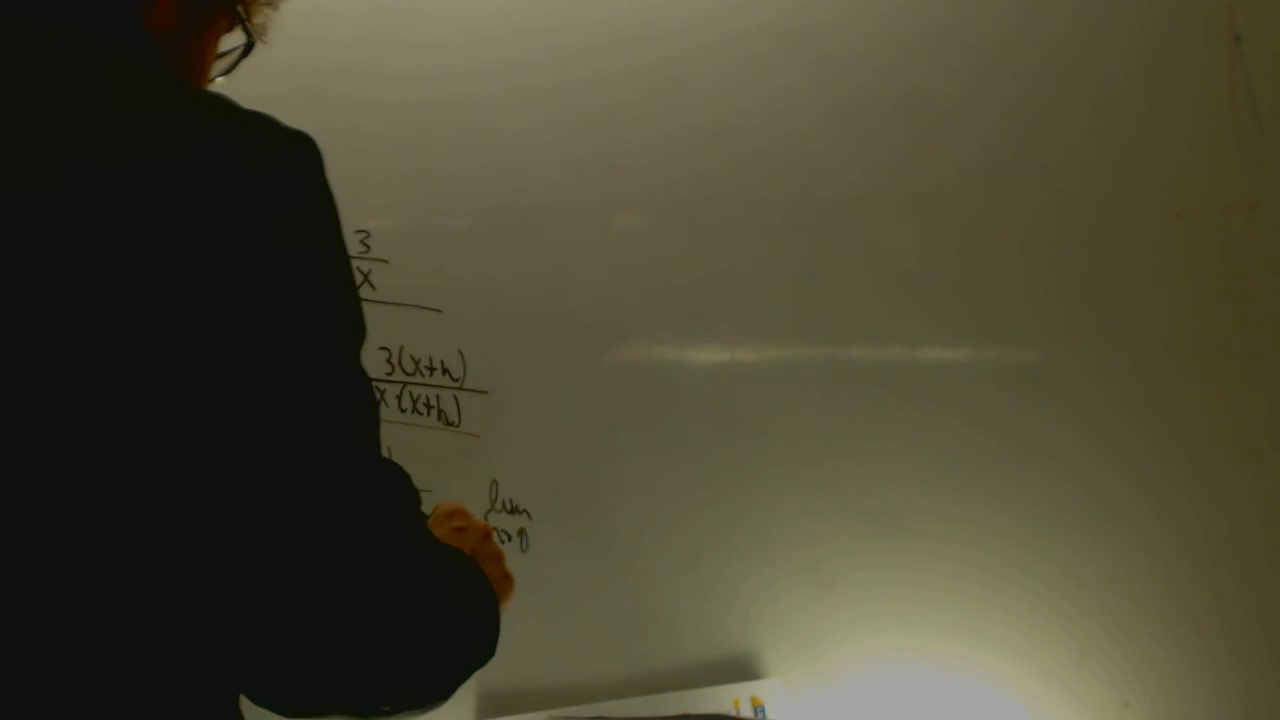 3
x
3(x+h)
x·(x+h)
lim
→0